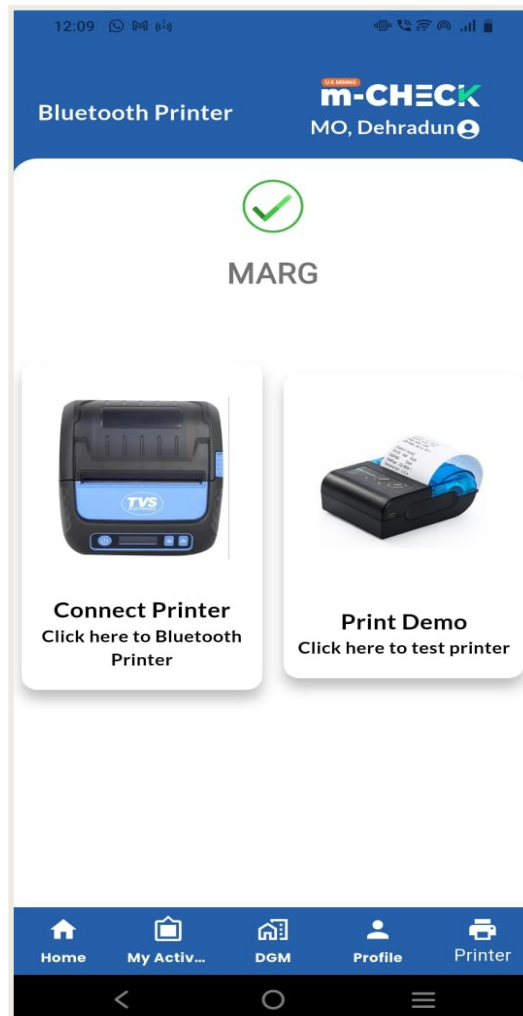 12:09
Bluetooth Printer
U K MINING
m-CHECK
MO, Dehradun
MARG
TVS
Connect Printer
Click here to Bluetooth
Printer
Print Demo
Click here to test printer
Home
My Activ...
DGM
Profile
Printer